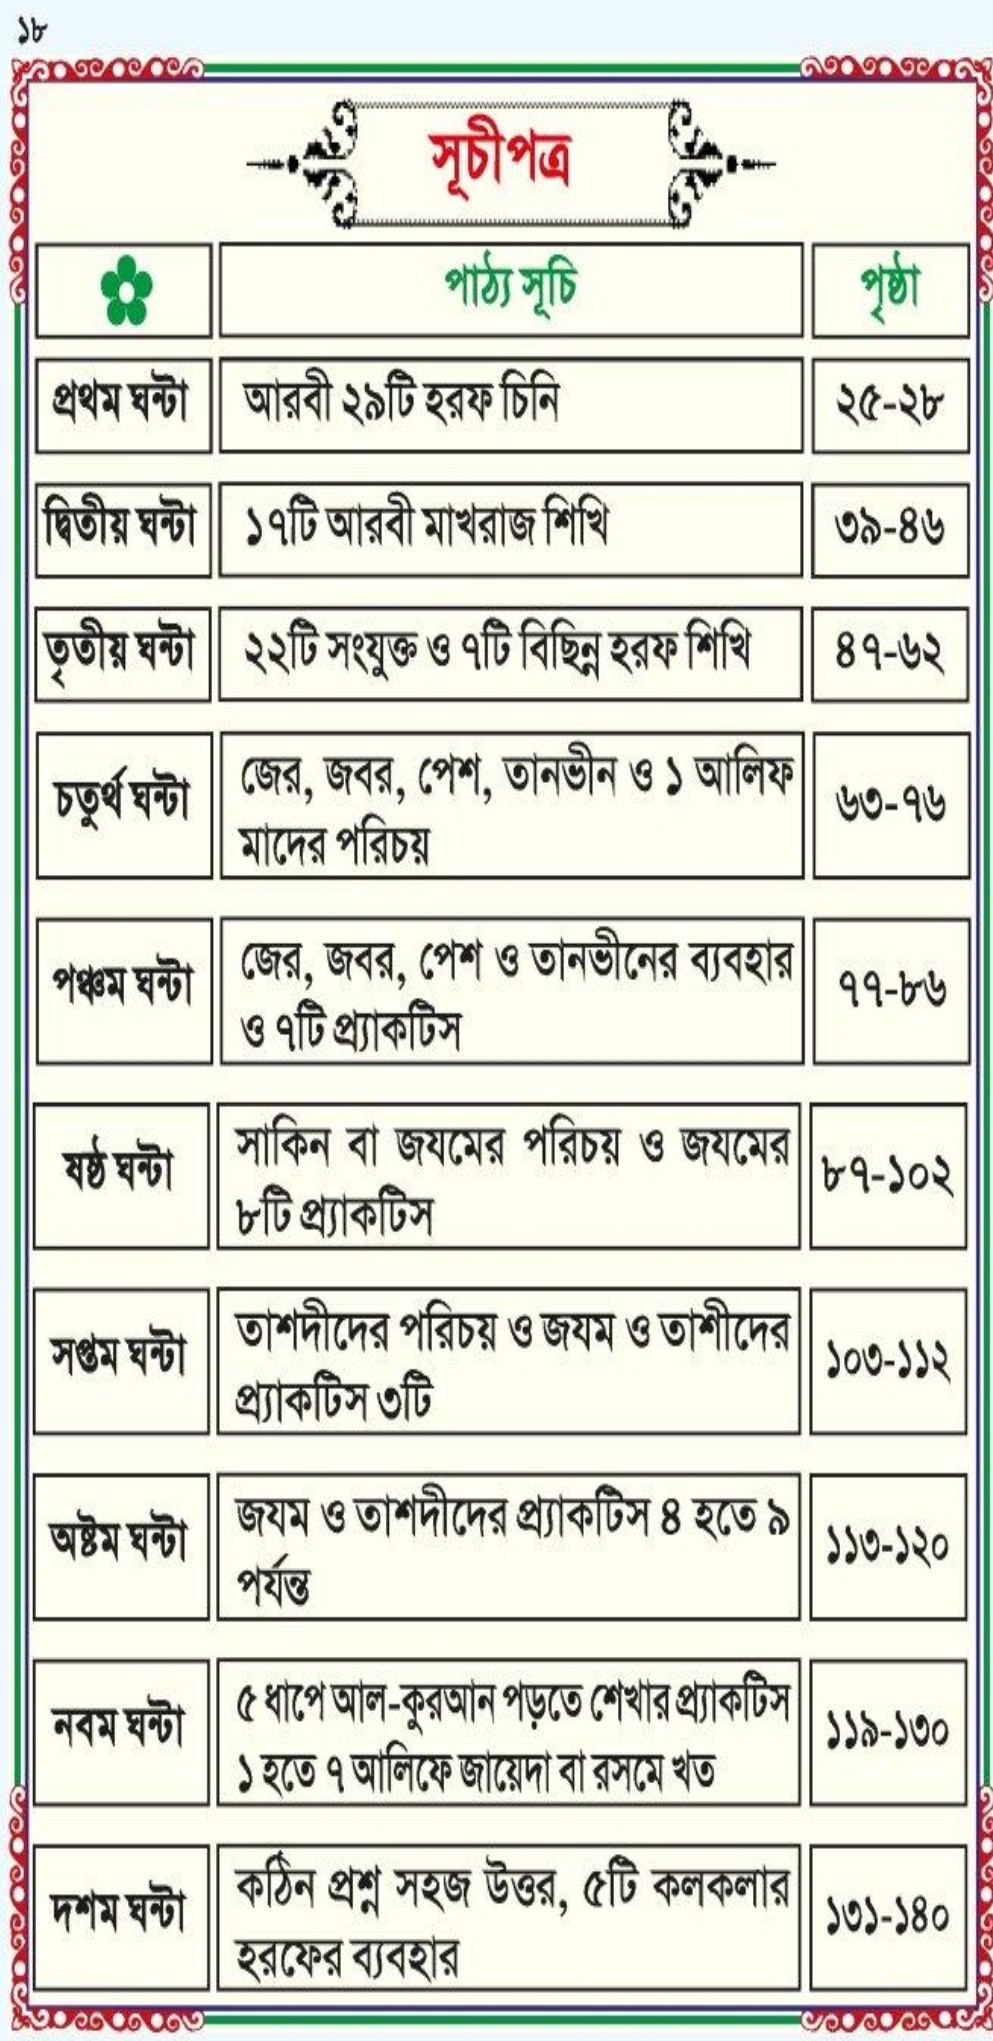 ১৮
সূচীপত্র
পাঠ্য সূচি পৃষ্ঠা
প্রথম ঘন্টা আরবী ২৯টি হরফ চিনি ২৫-২৮
দ্বিতীয় ঘন্টা ১৭টি আরবী মাখরাজ শিখি ৩৯-৪৬
তৃতীয় ঘন্টা ২২টি সংযুক্ত ও ৭টি বিছিন্ন হরফ শিখি ৪৭-৬২
চতুর্থ ঘন্টা জের, জবর, পেশ, তানভীন ও ১ আলিফ
মাদের পরিচয় ৬৩-৭৬
পঞ্চম ঘন্টা জের, জবর, পেশ ও তানভীনের ব্যবহার
ও ৭টি প্র্যাকটিস ৭৭-৮৬
ষষ্ঠ ঘন্টা সাকিন বা জযমের পরিচয় ও জযমের
৮টি প্র্যাকটিস ৮৭-১০২
সপ্তম ঘন্টা তাশদীদের পরিচয় ও জযম ও তাশীদের
প্র্যাকটিস ৩টি ১০৩-১১২
অষ্টম ঘন্টা জযম ও তাশদীদের প্র্যাকটিস ৪ হতে ৯
পর্যন্ত ১১৩-১২০
নবম ঘন্টা ৫ ধাপে আল-কুরআন পড়তে শেখার প্র্যাকটিস
১ হতে ৭ আলিফে জায়েদা বা রসমে খত ১১৯-১৩০
দশম ঘন্টা কঠিন প্রশ্ন সহজ উত্তর, ৫টি কলকলার
হরফের ব্যবহার ১৩১-১৪০